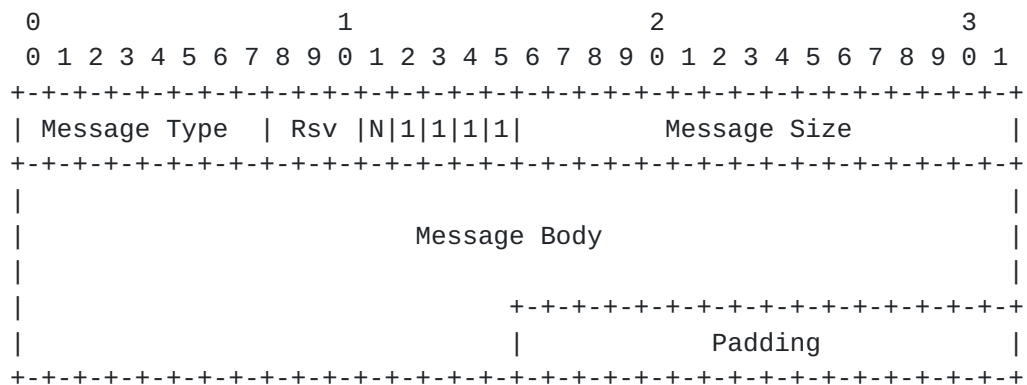 0                   1                   2                   3
 0 1 2 3 4 5 6 7 8 9 0 1 2 3 4 5 6 7 8 9 0 1 2 3 4 5 6 7 8 9 0 1
+-+-+-+-+-+-+-+-+-+-+-+-+-+-+-+-+-+-+-+-+-+-+-+-+-+-+-+-+-+-+-+-+
| Message Type  | Rsv |N|1|1|1|1|         Message Size          |
+-+-+-+-+-+-+-+-+-+-+-+-+-+-+-+-+-+-+-+-+-+-+-+-+-+-+-+-+-+-+-+-+
|                                                               |
|                         Message Body                          |
|                                                               |
|                               +-+-+-+-+-+-+-+-+-+-+-+-+-+-+-+-+
|                               |            Padding            |
+-+-+-+-+-+-+-+-+-+-+-+-+-+-+-+-+-+-+-+-+-+-+-+-+-+-+-+-+-+-+-+-+